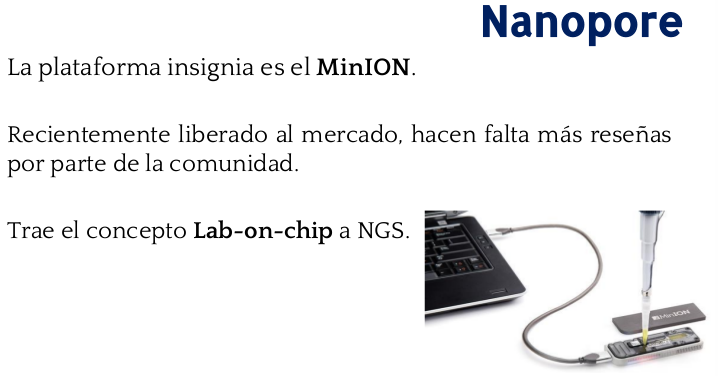 Nanopore
La plataforma insignia es el MinION.
Recientemente liberado al mercado, hacen falta más reseñas
por parte de la comunidad.
Trae el concepto Lab-on-chip a NGS.
MinION